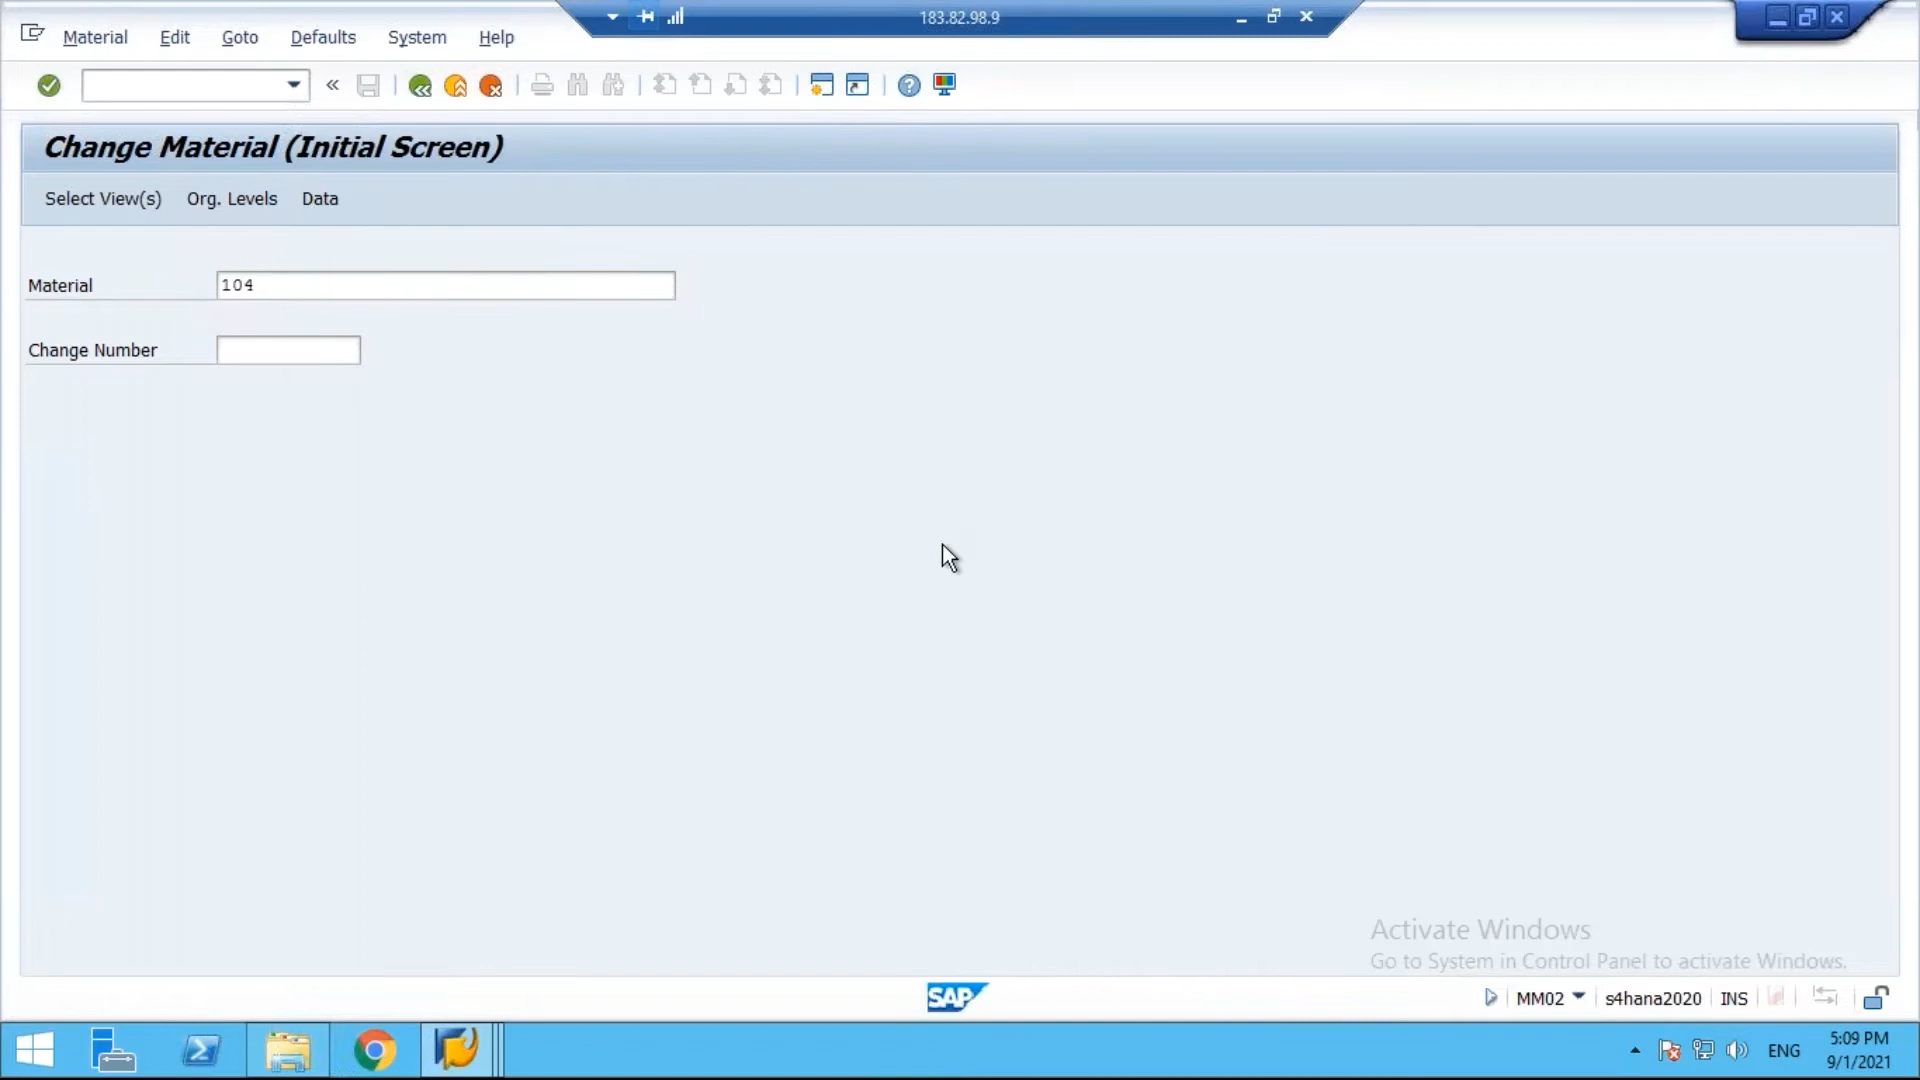 183.82.98.9
Material Edit Goto Defaults System Help
Change Material (Initial Screen)
Select View(s) Org. Levels Data
Material 104
Change Number
Activate Windows
Go to System in Control Panel to activate Windows.
SAP MM02 s4hana2020 INS
ENG 5:09 PM
9/1/2021